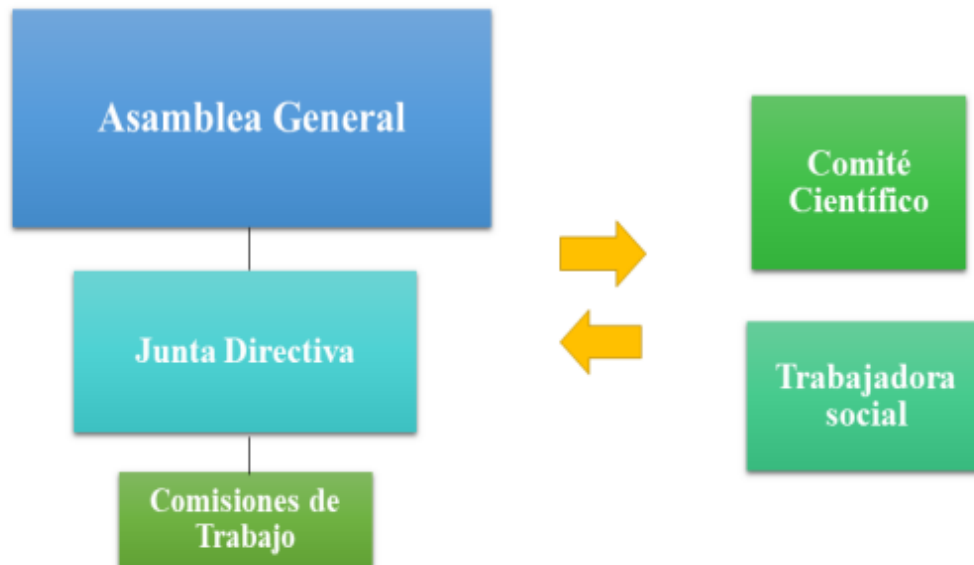 Asamblea General
Junta Directiva
Comisiones de
Trabajo
Comité
Científico
Trabajadora
social